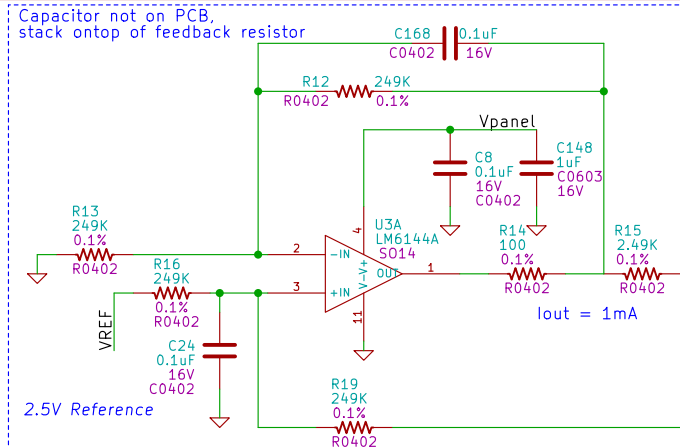 Capacitor not on PCB,
stack ontop of feedback resistor
C168
0.1uF
C0402
16V
R12
249K
R0402
0.1%
Vpanel
C8
0.1uF
16V
C0402
C148
1uF
C0603
16V
R13
249K
0.1%
R0402
2
4
U3A
LM6144A
SO14
-IN
V+
OUT
V-
+IN
3
1
11
R14
100
0.1%
R0402
R15
2.49K
0.1%
R0402
R16
249K
0.1%
R0402
VREF
Iout = 1mA
C24
0.1uF
16V
C0402
2.5V Reference
R19
249K
0.1%
R0402